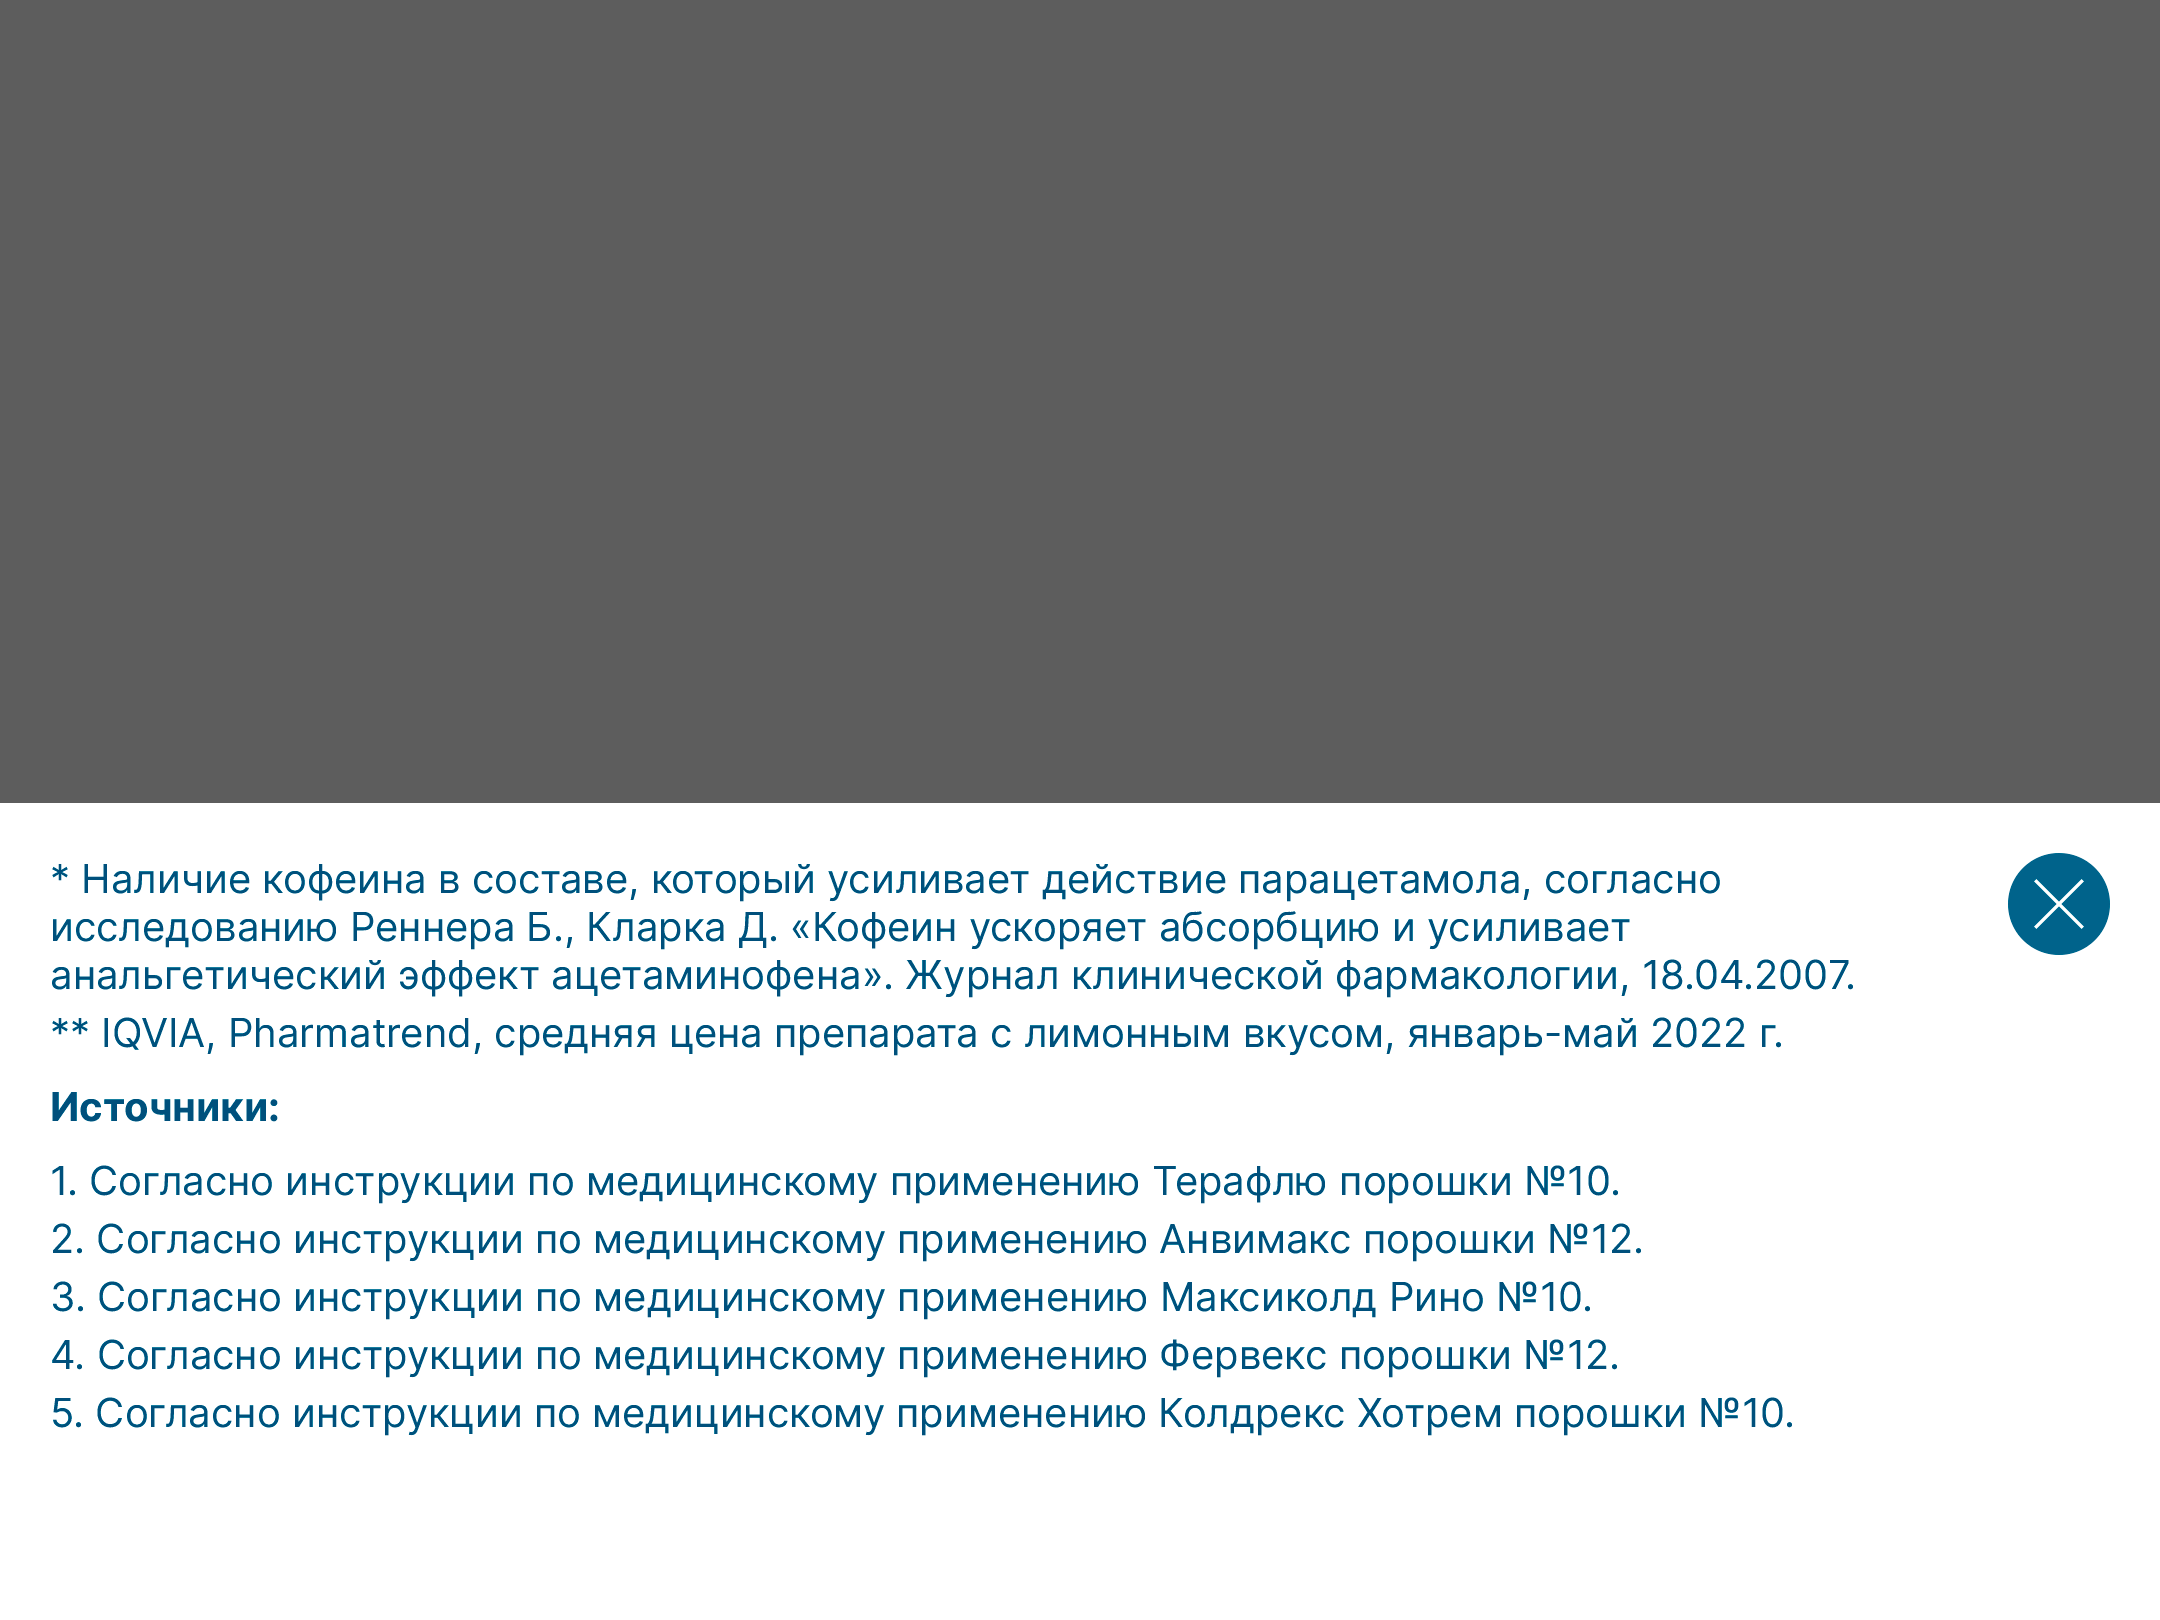 * Наличие кофеина в составе, который усиливает действие парацетамола, согласно
исследованию Реннера Б., Кларка Д. «Кофеин ускоряет абсорбцию и усиливает
анальгетический эффект ацетаминофена». Журнал клинической фармакологии, 18.04.2007.
** IQVIA, Pharmatrend, средняя цена препарата с лимонным вкусом, январь-май 2022 г.
Источники:
1. Согласно инструкции по медицинскому применению Терафлю порошки №10.
2. Согласно инструкции по медицинскому применению Анвимакс порошки №12.
3. Согласно инструкции по медицинскому применению Максиколд Рино №10.
4. Согласно инструкции по медицинскому применению Фервекс порошки №12.
5. Согласно инструкции по медицинскому применению Колдрекс Хотрем порошки №10.